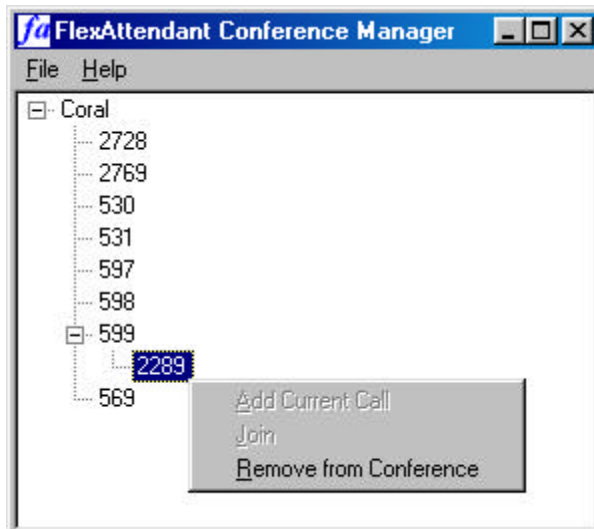 fa FlexAttendant Conference Manager
File Help
Coral
2728
2769
530
531
597
598
599
2289
569
Add Current Call
Join
Remove from Conference